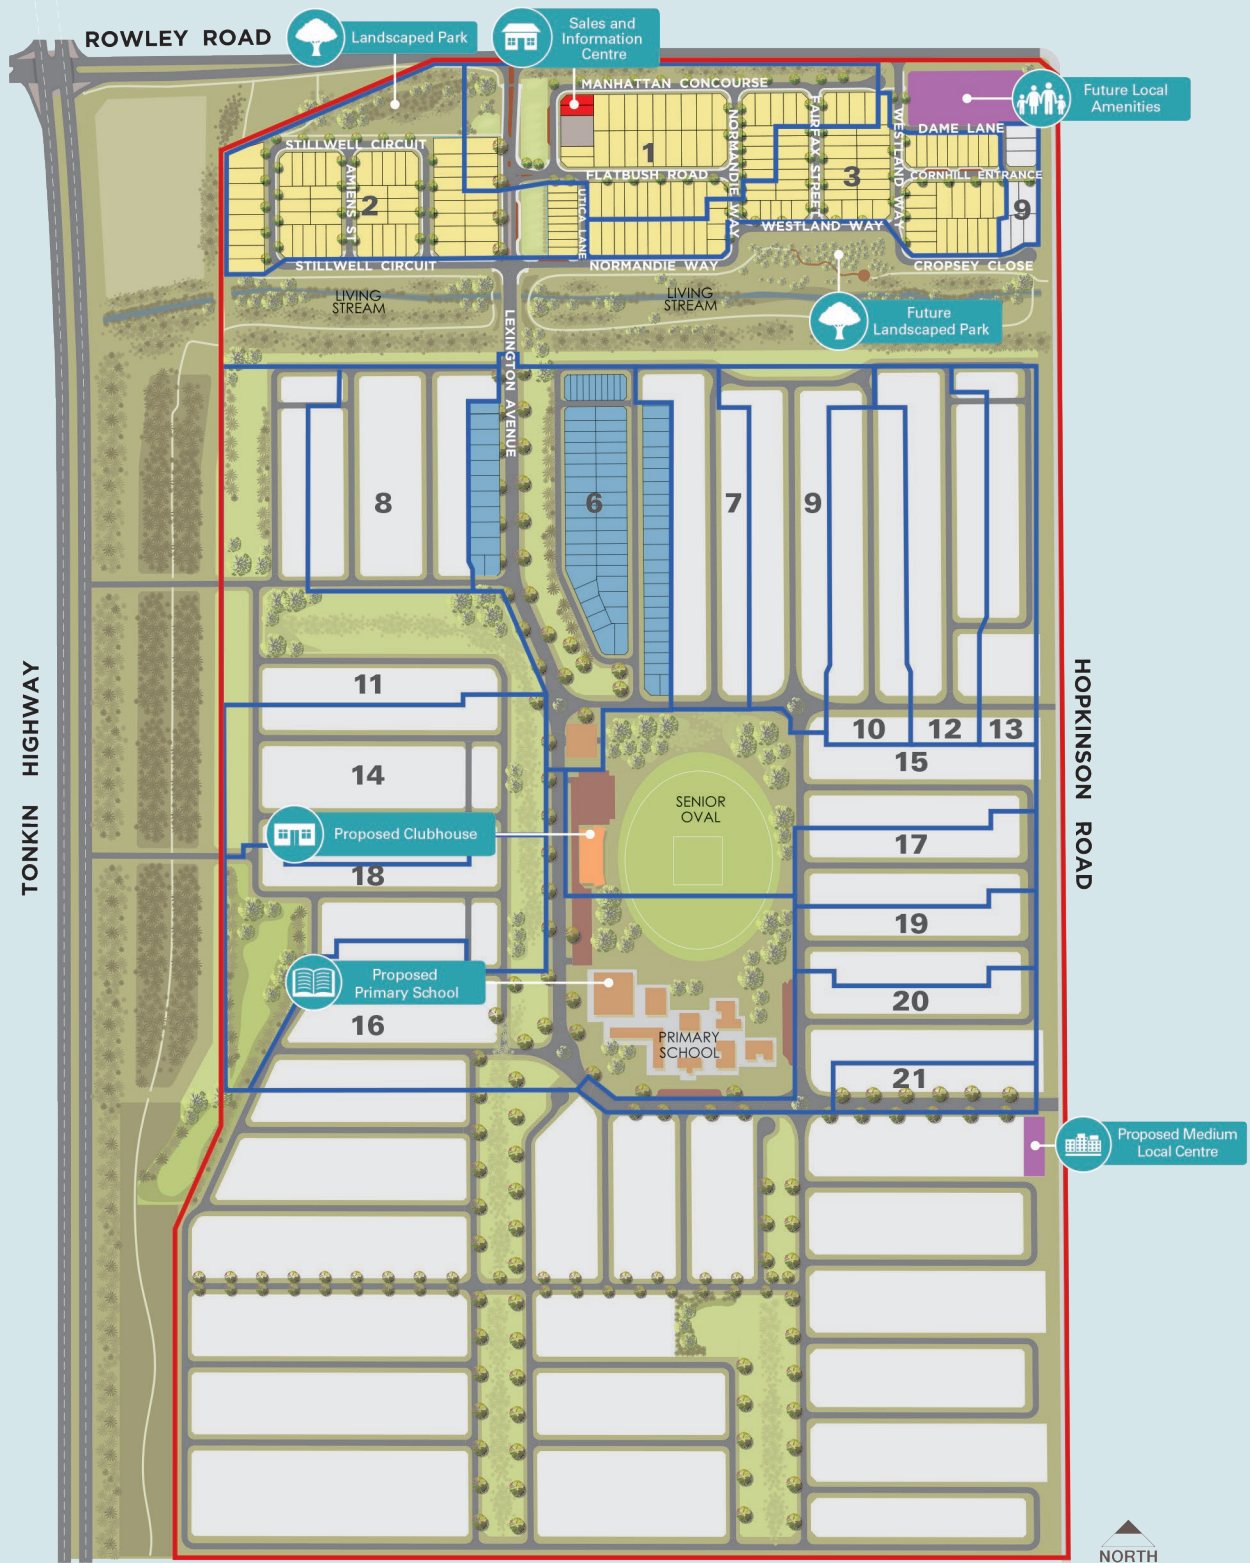 ROWLEY ROAD
Landscaped Park
Sales and
Information
Centre
MANHATTAN CONCOURSE
Future Local
Amenities
STILLWELL CIRCUIT
AMENS ST
2
1
FLATBUSH ROAD
UTICA LANE
NORMANDIE WAY
FAIRFAX STREET
3
WESTLAND WAY
DAME LANE
CORNHILL ENTRANCE
9
WESTLAND WAY
STILLWELL CIRCUIT
NORMANDIE WAY
CROPSEY CLOSE
LIVING
STREAM
LIVING
STREAM
Future
Landscaped Park
LEXINGTON AVENUE
8
6
7
9
TONKIN HIGHWAY
HOPKINSON ROAD
11
10
12
13
15
14
SENIOR
OVAL
Proposed Clubhouse
17
18
19
Proposed
Primary School
20
16
PRIMARY
SCHOOL
21
Proposed Medium
Local Centre
NORTH